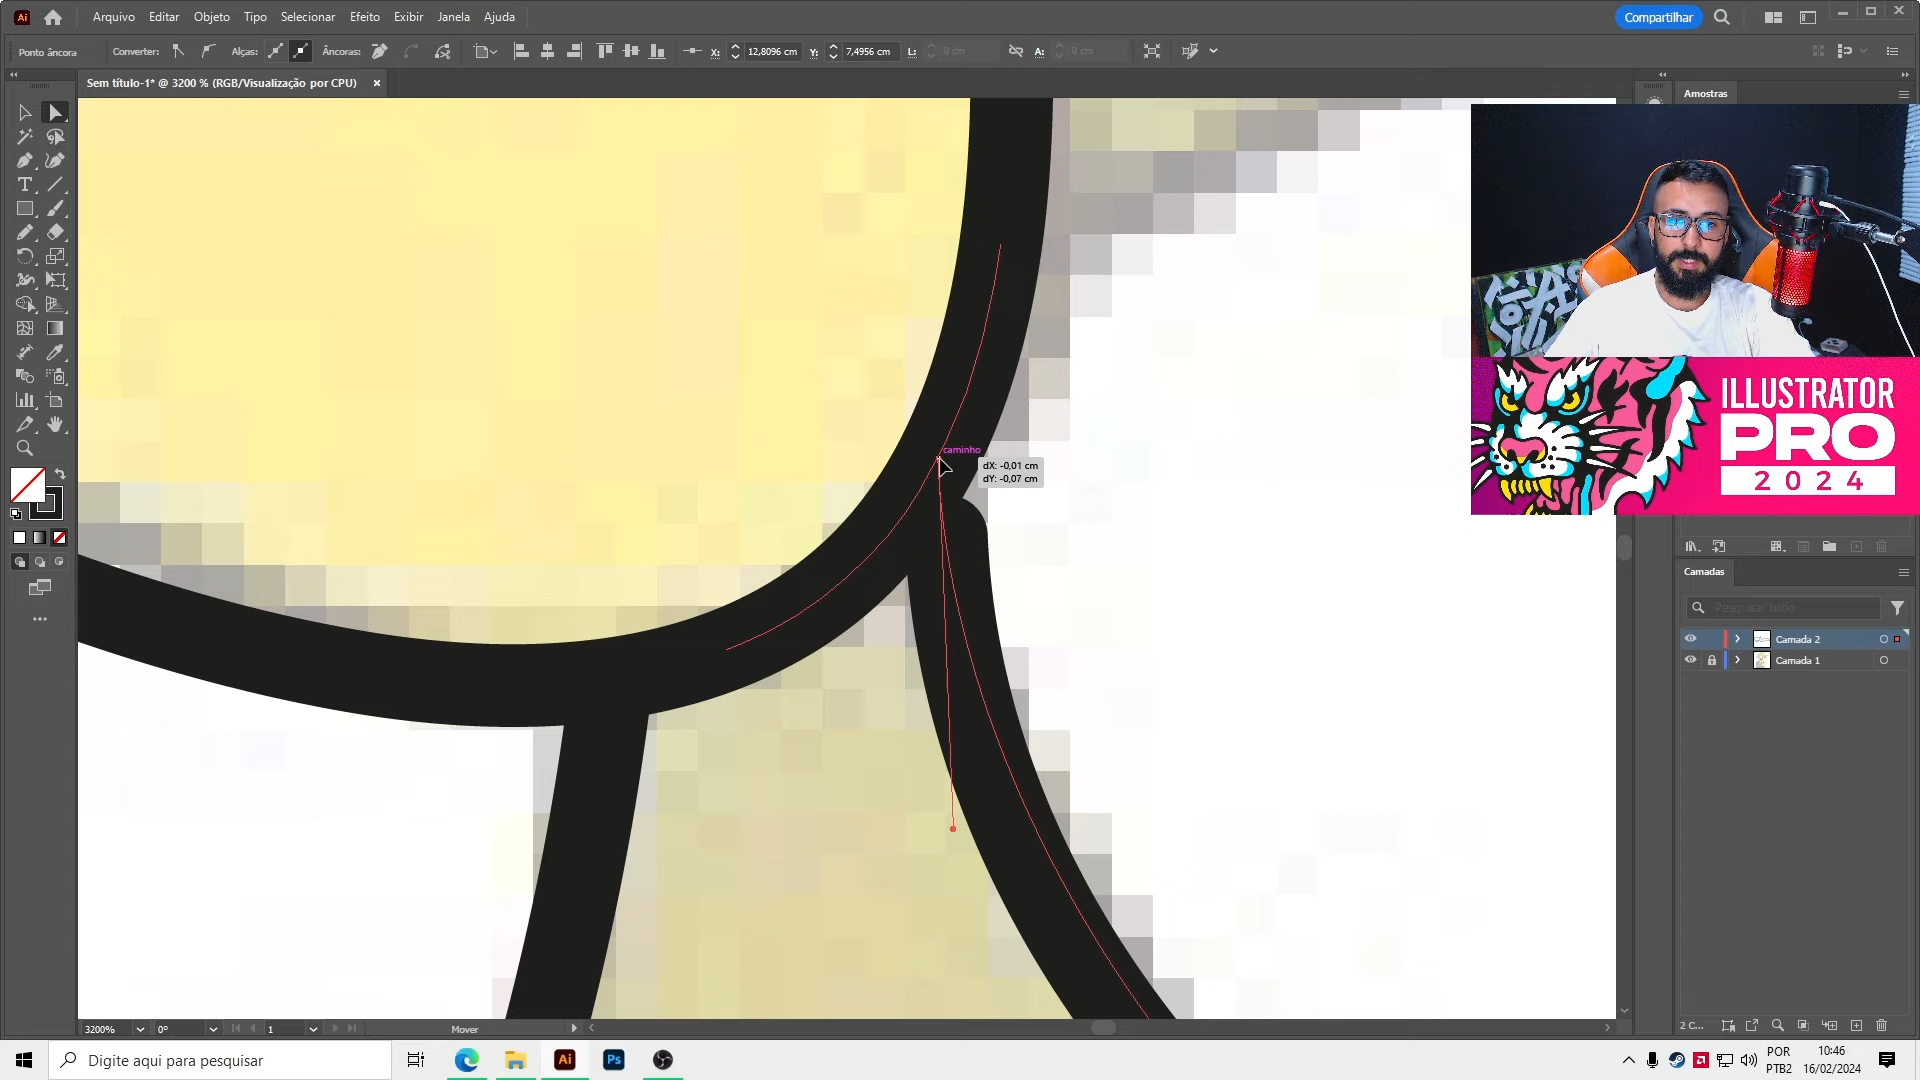 Arquivo Editar Objeto Tipo Selecionar Efeito Exibir Janela Ajuda
Compartilhar
Ponto âncora Converter: Alças: Âncoras: X: 12,8096 cm Y: 7,4956 cm L: 0 cm A: 0 cm
Sem título-1* @ 3200 % (RGB/Visualização por CPU)
Amostras
ILLUSTRATOR
PRO
2024
caminho
dX: -0,01 cm
dY: -0,07 cm
Camadas
Pesquisar tudo
Camada 2
Camada 1
3200% 0° 1 Mover
2 C...
Digite aqui para pesquisar
Ai
Ps
POR
PTB2
10:46
16/02/2024